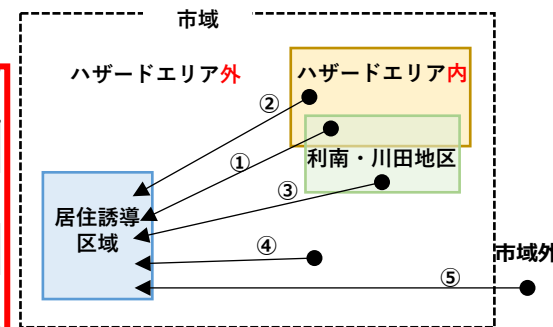 市域
ハザードエリア外
ハザードエリア内
②
①
利南・川田地区
③
居住誘導
区域
④
市域外
⑤